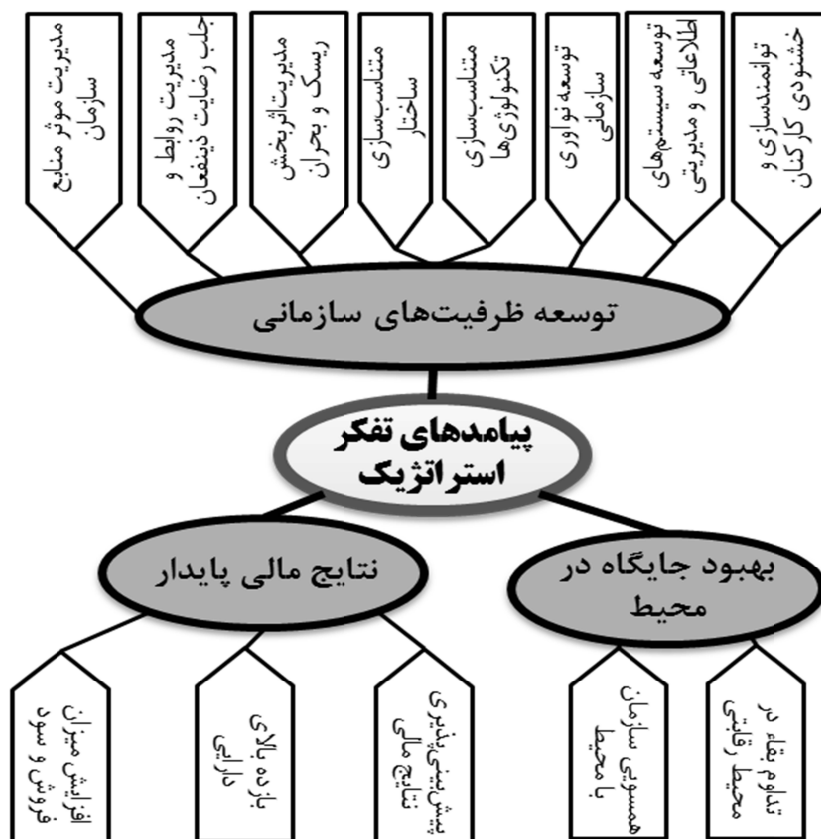 توانمندسازی و
خشنودی کارکنان
توسعه سیستم‌های
اطلاعاتی و مدیریتی
توسعه نوآوری
سازمانی
متناسب‌سازی
تکنولوژی‌ها
متناسب‌سازی
ساختار
مدیریت اثربخش
ریسک و بحران
مدیریت روابط و
جلب رضایت ذینفعان
مدیریت موثر منابع
سازمان
توسعه ظرفیت‌های سازمانی
پیامدهای تفکر
استراتژیک
بهبود جایگاه در
محیط
نتایج مالی پایدار
تداوم بقاء در
محیط رقابتی
همسویی سازمان
با محیط
پیش‌بینی‌پذیری
نتایج مالی
بازده بالای
دارایی
افزایش میزان
فروش و سود